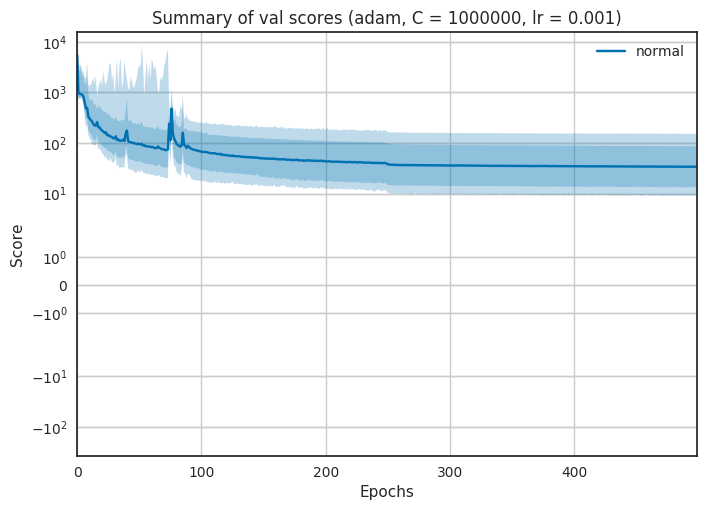 Summary of val scores (adam, C = 1000000, lr = 0.001)
normal
10⁴
10³
10²
10¹
10⁰
0
−10⁰
−10¹
−10²
Score
0 100 200 300 400
Epochs